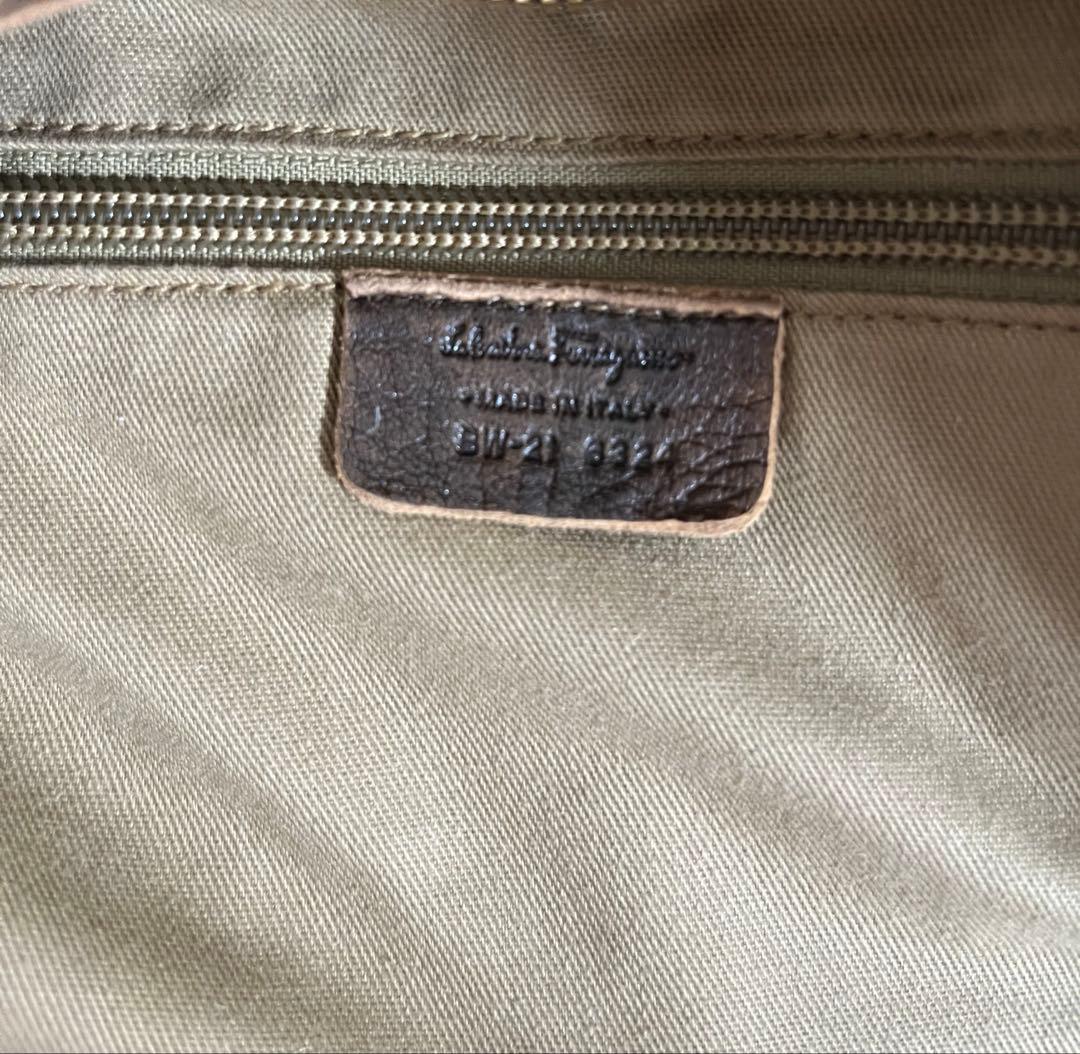 Salvatore Ferragamo
•MADE IN ITALY•
BW-21 6324